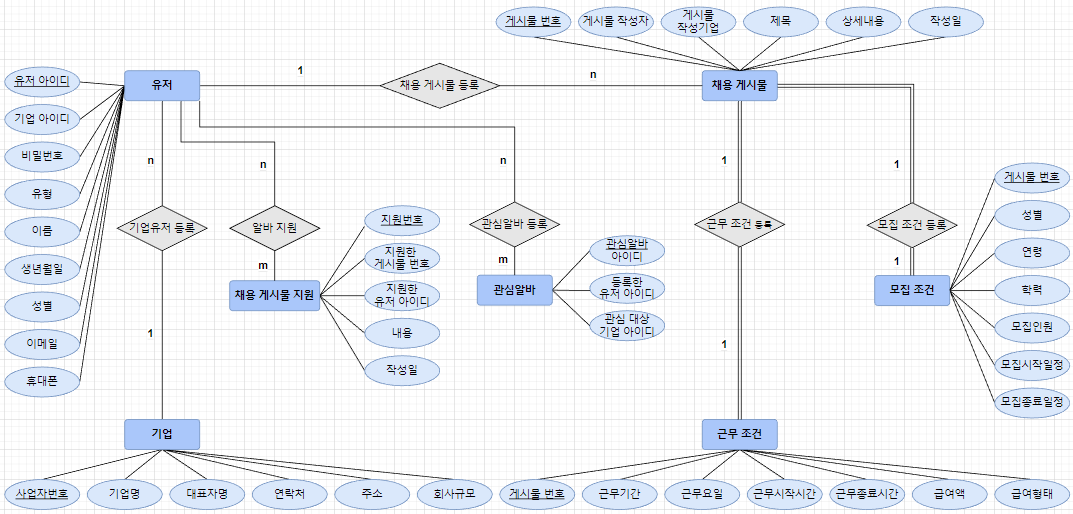 게시물 번호
게시물 작성자
게시물
작성기업
제목
상세내용
작성일
유저
1
채용 게시물 등록
n
채용 게시물
유저 아이디
기업 아이디
비밀번호
유형
이름
생년월일
성별
이메일
휴대폰
n
n
n
1
1
기업유저 등록
알바 지원
관심알바 등록
근무 조건 등록
모집 조건 등록
m
m
1
채용 게시물 지원
지원번호
지원한
게시물 번호
지원한
유저 아이디
내용
작성일
관심알바
관심알바
아이디
등록한
유저 아이디
관심 대상
기업 아이디
모집 조건
게시물 번호
성별
연령
학력
모집인원
모집시작일정
모집종료일정
1
1
기업
근무 조건
사업자번호
기업명
대표자명
연락처
주소
회사규모
게시물 번호
근무기간
근무요일
근무시작시간
근무종료시간
급여액
급여형태